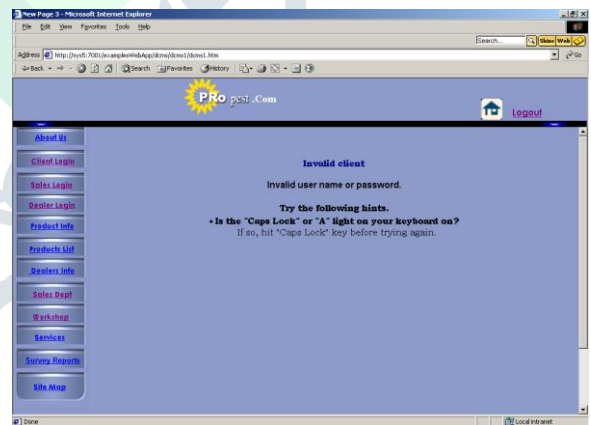 New Page 3 - Microsoft Internet Explorer
File Edit View Favorites Tools Help
Search... Skins Web
Address http://sys5:7001/examplesWebApp/dcms/dcms1/dcms1.htm Go
Back Search Favorites History
PRo pest .Com
Logout
About Us
Client Login
Sales Login
Dealer Login
Product Info
Products List
Dealers Info
Sales Dept
Workshop
Services
Survey Reports
Site Map
Invalid client
Invalid user name or password.
Try the following hints.
• Is the "Caps Lock" or "A" light on your keyboard on?
If so, hit "Caps Lock" key before trying again.
Done Local intranet